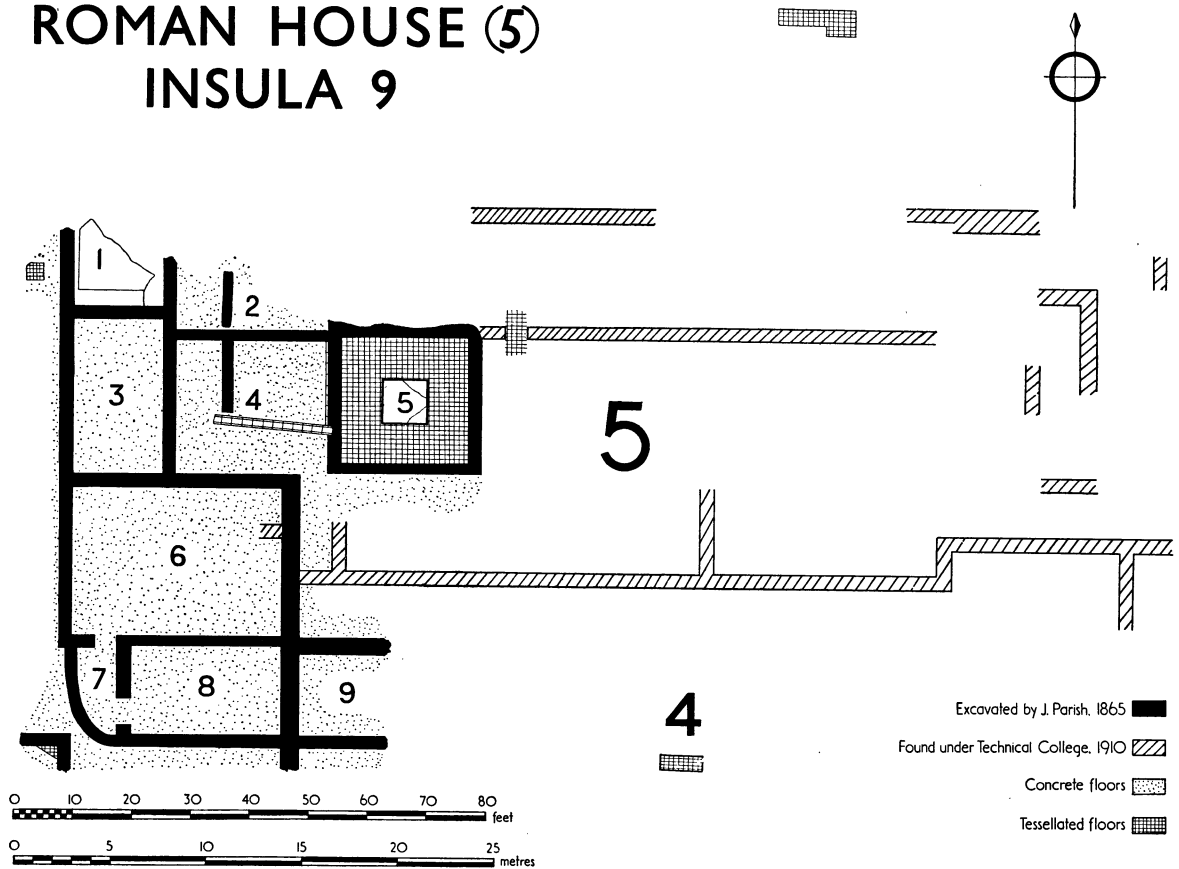 ROMAN HOUSE (5)
INSULA 9
1
2
3
4
5
5
6
7
8
9
4
Excavated by J. Parish, 1865
Found under Technical College, 1910
Concrete floors
Tessellated floors
0 10 20 30 40 50 60 70 80
feet
0 5 10 15 20 25
metres